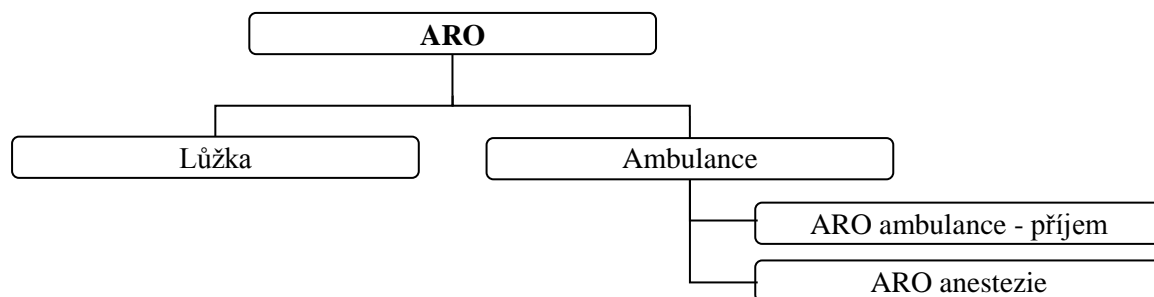 ARO
Lůžka
Ambulance
ARO ambulance - příjem
ARO anestezie